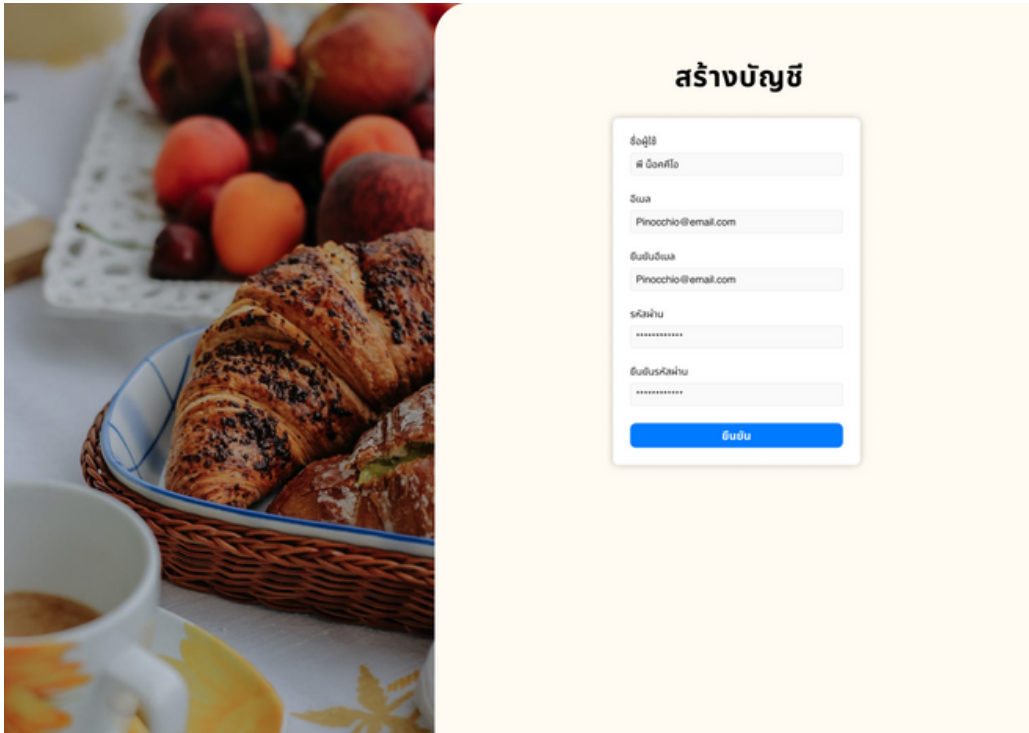 สร้างบัญชี
ชื่อผู้ใช้
พี น็อคคีโอ
อีเมล
Pinocchio@email.com
ยืนยันอีเมล
Pinocchio@email.com
รหัสผ่าน
************
ยืนยันรหัสผ่าน
************
ยืนยัน